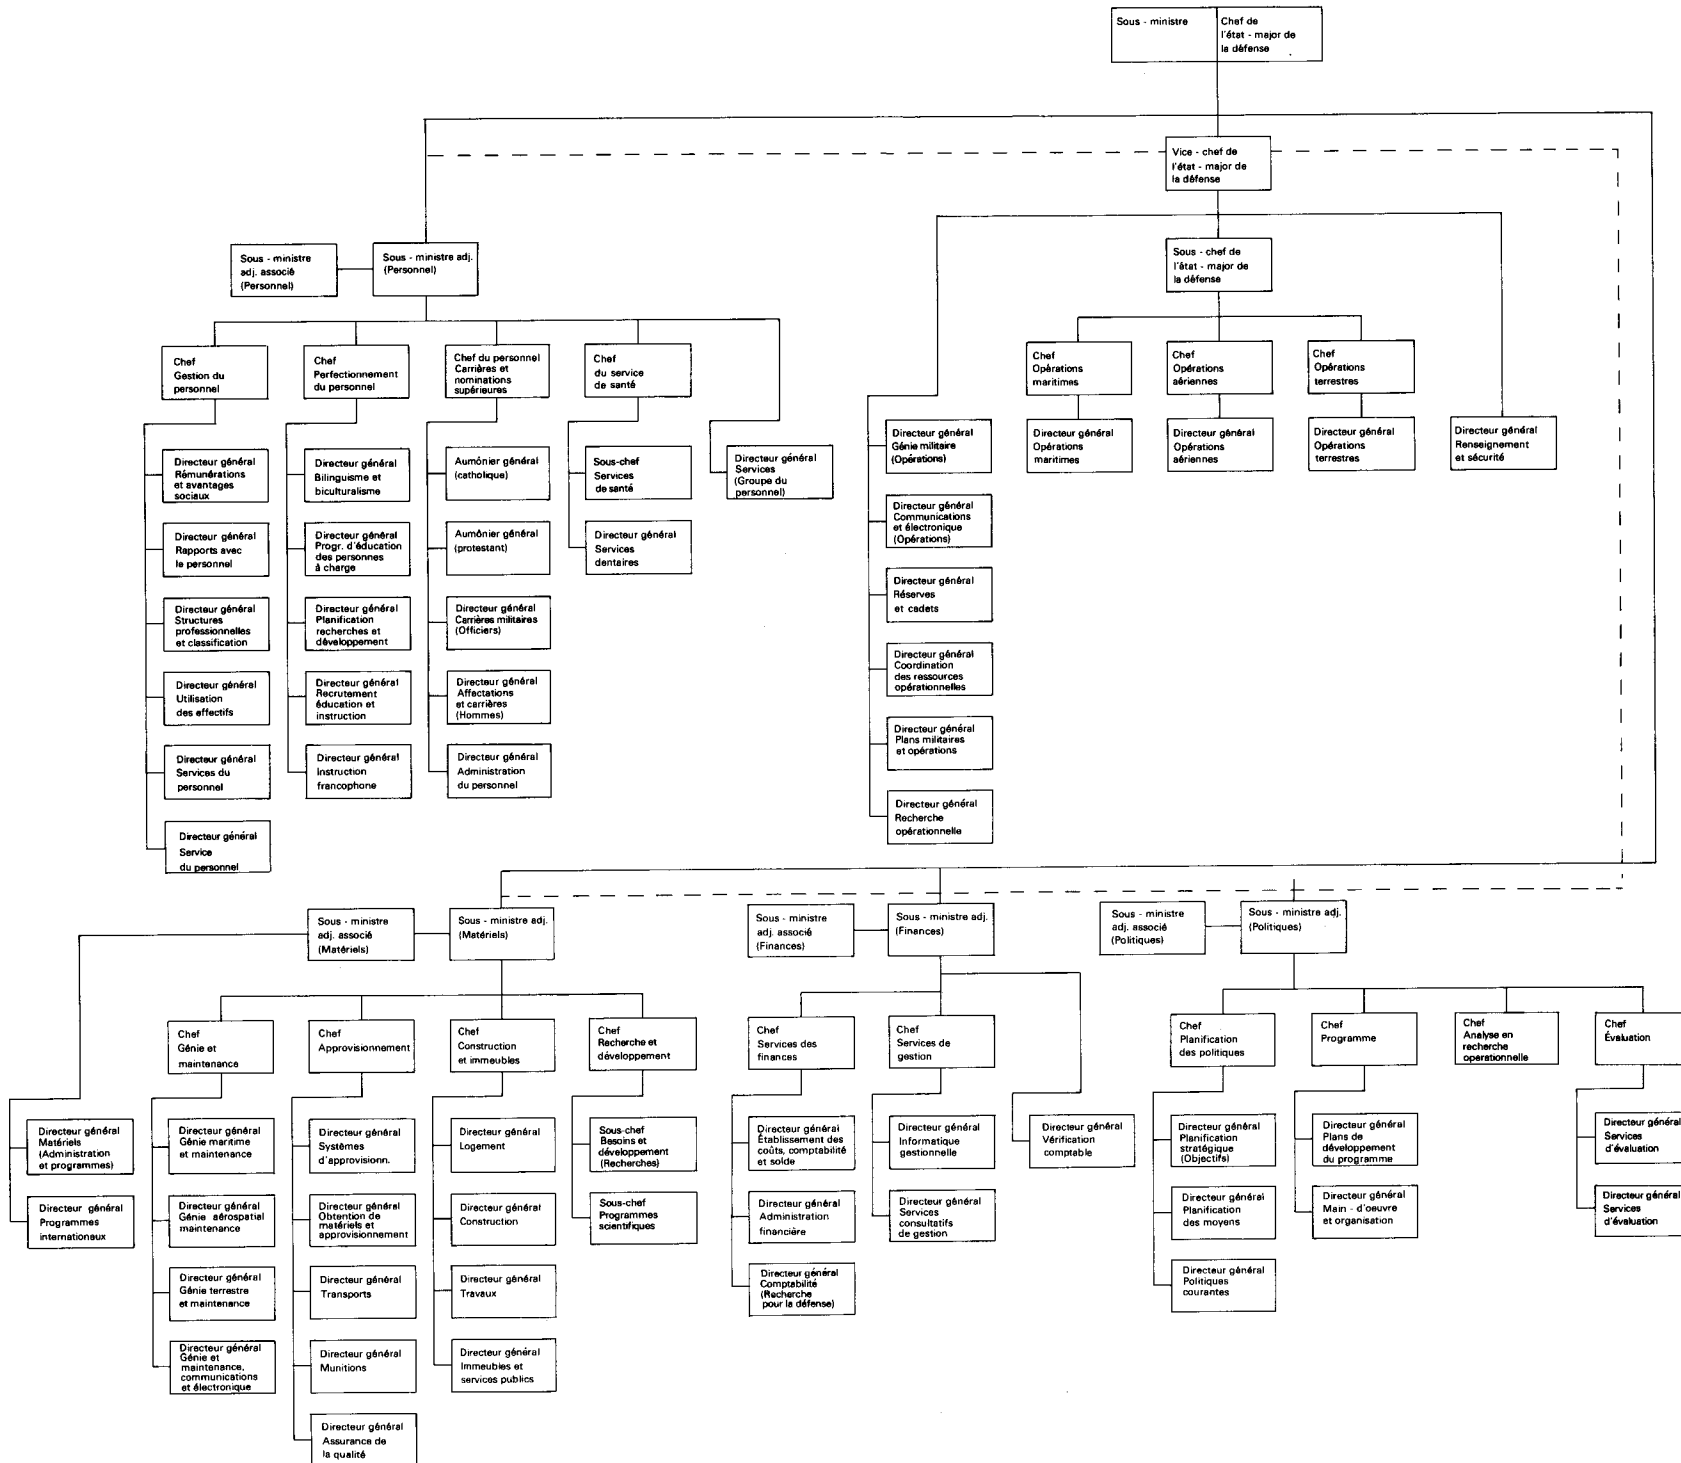 Sous - ministre
Chef de
l'état - major de
la défense
Vice - chef de
l'état - major de
la défense
Sous - ministre
adj. associé
(Personnel)
Sous - ministre adj.
(Personnel)
Sous - chef de
l'état - major de
la défense
Chef
Gestion du
personnel
Chef
Perfectionnement
du personnel
Chef du personnel
Carrières et
nominations
supérieures
Chef
du service
de santé
Chef
Opérations
maritimes
Chef
Opérations
aériennes
Chef
Opérations
terrestres
Directeur général
Rémunérations
et avantages
sociaux
Directeur général
Rapports avec
le personnel
Directeur général
Structures
professionnelles
et classification
Directeur général
Utilisation
des effectifs
Directeur général
Services du
personnel
Directeur général
Service
du personnel
Directeur général
Bilinguisme et
biculturalisme
Directeur général
Progr. d'éducation
des personnes
à charge
Directeur général
Planification
recherches et
développement
Directeur général
Recrutement
éducation et
instruction
Directeur général
Instruction
francophone
Aumônier général
(catholique)
Aumônier général
(protestant)
Directeur général
Carrières militaires
(Officiers)
Directeur général
Affectations
et carrières
(Hommes)
Directeur général
Administration
du personnel
Sous-chef
Services
de santé
Directeur général
Services
dentaires
Directeur général
Services
(Groupe du
personnel)
Directeur général
Génie militaire
(Opérations)
Directeur général
Communications
et électronique
(Opérations)
Directeur général
Réserves
et cadets
Directeur général
Coordination
des ressources
opérationnelles
Directeur général
Plans militaires
et opérations
Directeur général
Recherche
opérationnelle
Directeur général
Opérations
maritimes
Directeur général
Opérations
aériennes
Directeur général
Opérations
terrestres
Directeur général
Renseignement
et sécurité
Sous - ministre
adj. associé
(Matériels)
Sous - ministre adj.
(Matériels)
Sous - ministre
adj. associé
(Finances)
Sous - ministre adj.
(Finances)
Sous - ministre
adj. associé
(Politiques)
Sous - ministre adj.
(Politiques)
Chef
Génie et
maintenance
Chef
Approvisionnement
Chef
Construction
et immeubles
Chef
Recherche et
développement
Chef
Services des
finances
Chef
Services de
gestion
Chef
Planification
des politiques
Chef
Programme
Chef
Analyse en
recherche
operationnelle
Chef
Évaluation
Directeur général
Matériels
(Administration
et programmes)
Directeur général
Programmes
internationaux
Directeur général
Génie maritime
et maintenance
Directeur général
Génie aérospatial
maintenance
Directeur général
Génie terrestre
et maintenance
Directeur général
Génie et
maintenance,
communications
et électronique
Directeur général
Systèmes
d'approvisionn.
Directeur général
Obtention de
matériels et
approvisionnement
Directeur général
Transports
Directeur général
Munitions
Directeur général
Assurance de
la qualité
Directeur général
Logement
Directeur général
Construction
Directeur général
Travaux
Directeur général
Immeubles et
services publics
Sous-chef
Besoins et
développement
(Recherches)
Sous-chef
Programmes
scientifiques
Directeur général
Établissement des
coûts, comptabilité
et solde
Directeur général
Administration
financière
Directeur général
Comptabilité
(Recherche
pour la défense)
Directeur général
Informatique
gestionnelle
Directeur général
Services
consultatifs
de gestion
Directeur général
Vérification
comptable
Directeur général
Planification
stratégique
(Objectifs)
Directeur général
Planification
des moyens
Directeur général
Politiques
courantes
Directeur général
Plans de
développement
du programme
Directeur général
Main - d'oeuvre
et organisation
Directeur général
Services
d'évaluation
Directeur général
Services
d'évaluation